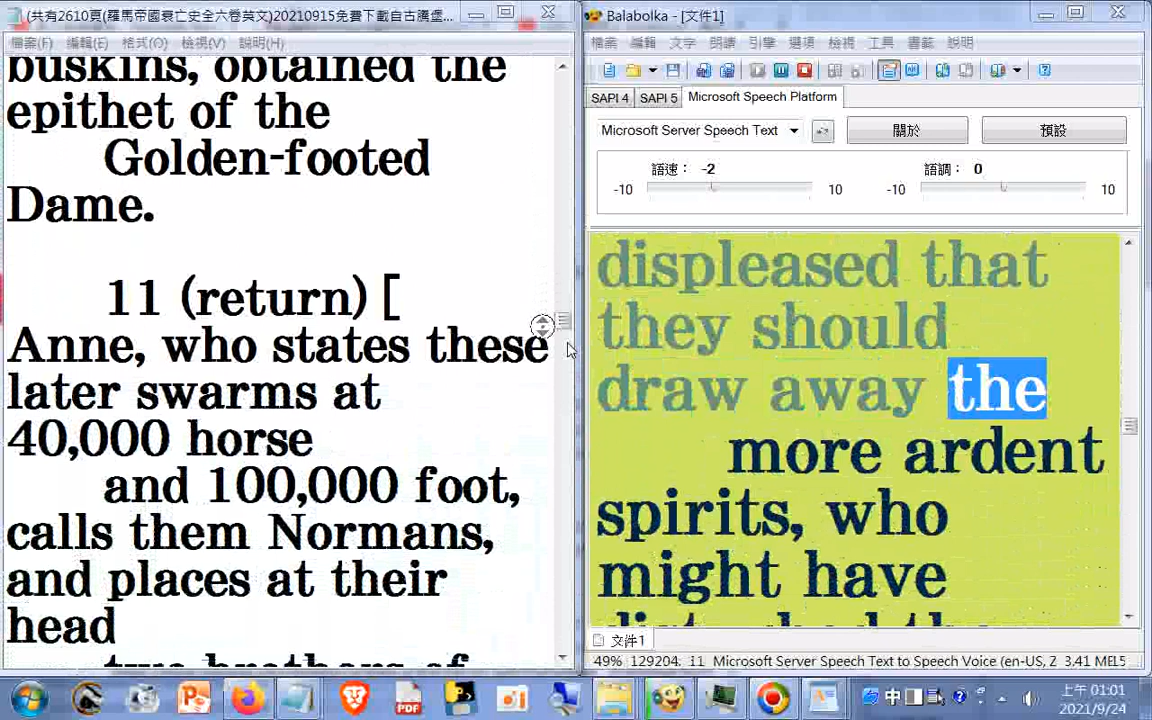 (共有2610頁(羅馬帝國衰亡史全六卷英文)20210915免費下載自古騰堡...
檔案(F) 編輯(E) 格式(O) 檢視(V) 說明(H)
buskins, obtained the
epithet of the
Golden-footed
Dame.
11 (return) [
Anne, who states these
later swarms at
40,000 horse
and 100,000 foot,
calls them Normans,
and places at their
head
two brothers of
Balabolka - [文件1]
檔案 編輯 文字 朗讀 引擎 選項 檢視 工具 書籤 說明
SAPI 4 SAPI 5 Microsoft Speech Platform
Microsoft Server Speech Text 關於 預設
語速： -2 語調： 0
-10 10 -10 10
displeased that
they should
draw away the
more ardent
spirits, who
might have
文件1
49% 129204: 11 Microsoft Server Speech Text to Speech Voice (en-US, Z 3,41 MEL5
PDF
中
上午 01:01
2021/9/24